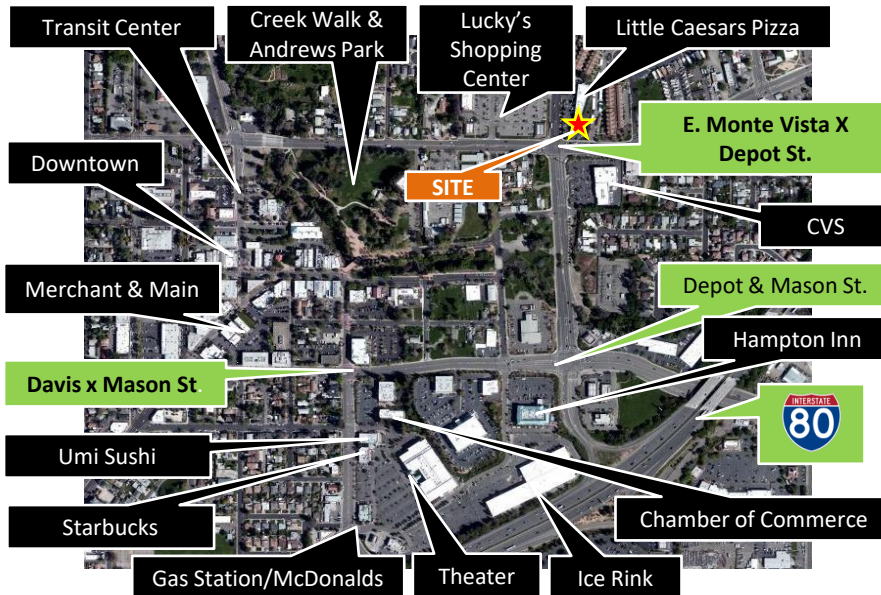 Transit Center
Creek Walk &
Andrews Park
Lucky’s
Shopping
Center
Little Caesars Pizza
E. Monte Vista X
Depot St.
Downtown
SITE
CVS
Merchant & Main
Depot & Mason St.
Hampton Inn
Davis x Mason St.
INTERSTATE
80
Umi Sushi
Starbucks
Chamber of Commerce
Gas Station/McDonalds
Theater
Ice Rink